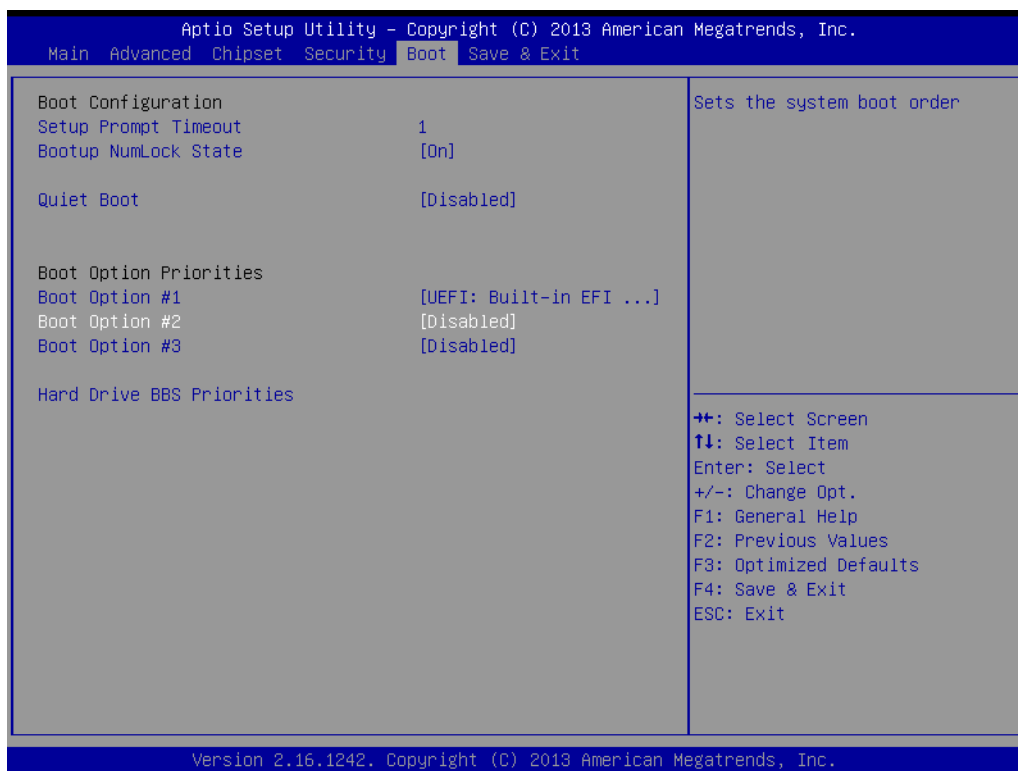 Aptio Setup Utility – Copyright (C) 2013 American Megatrends, Inc.
Main Advanced Chipset Security Boot Save & Exit
Boot Configuration
Setup Prompt Timeout 1
Bootup NumLock State [On]
Quiet Boot [Disabled]
Boot Option Priorities
Boot Option #1 [UEFI: Built-in EFI ...]
Boot Option #2 [Disabled]
Boot Option #3 [Disabled]
Hard Drive BBS Priorities
Sets the system boot order
→←: Select Screen
↑↓: Select Item
Enter: Select
+/-: Change Opt.
F1: General Help
F2: Previous Values
F3: Optimized Defaults
F4: Save & Exit
ESC: Exit
Version 2.16.1242. Copyright (C) 2013 American Megatrends, Inc.